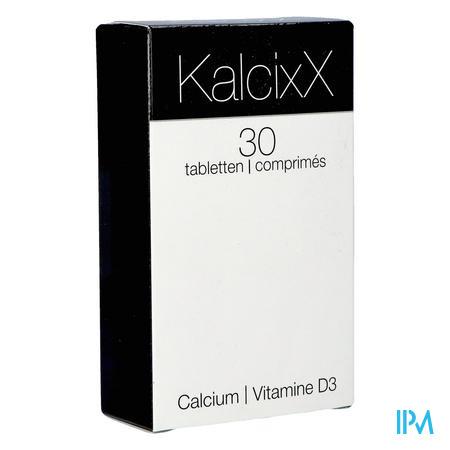 KalcixX
30
tabletten | comprimés
Calcium | Vitamine D3
IPM